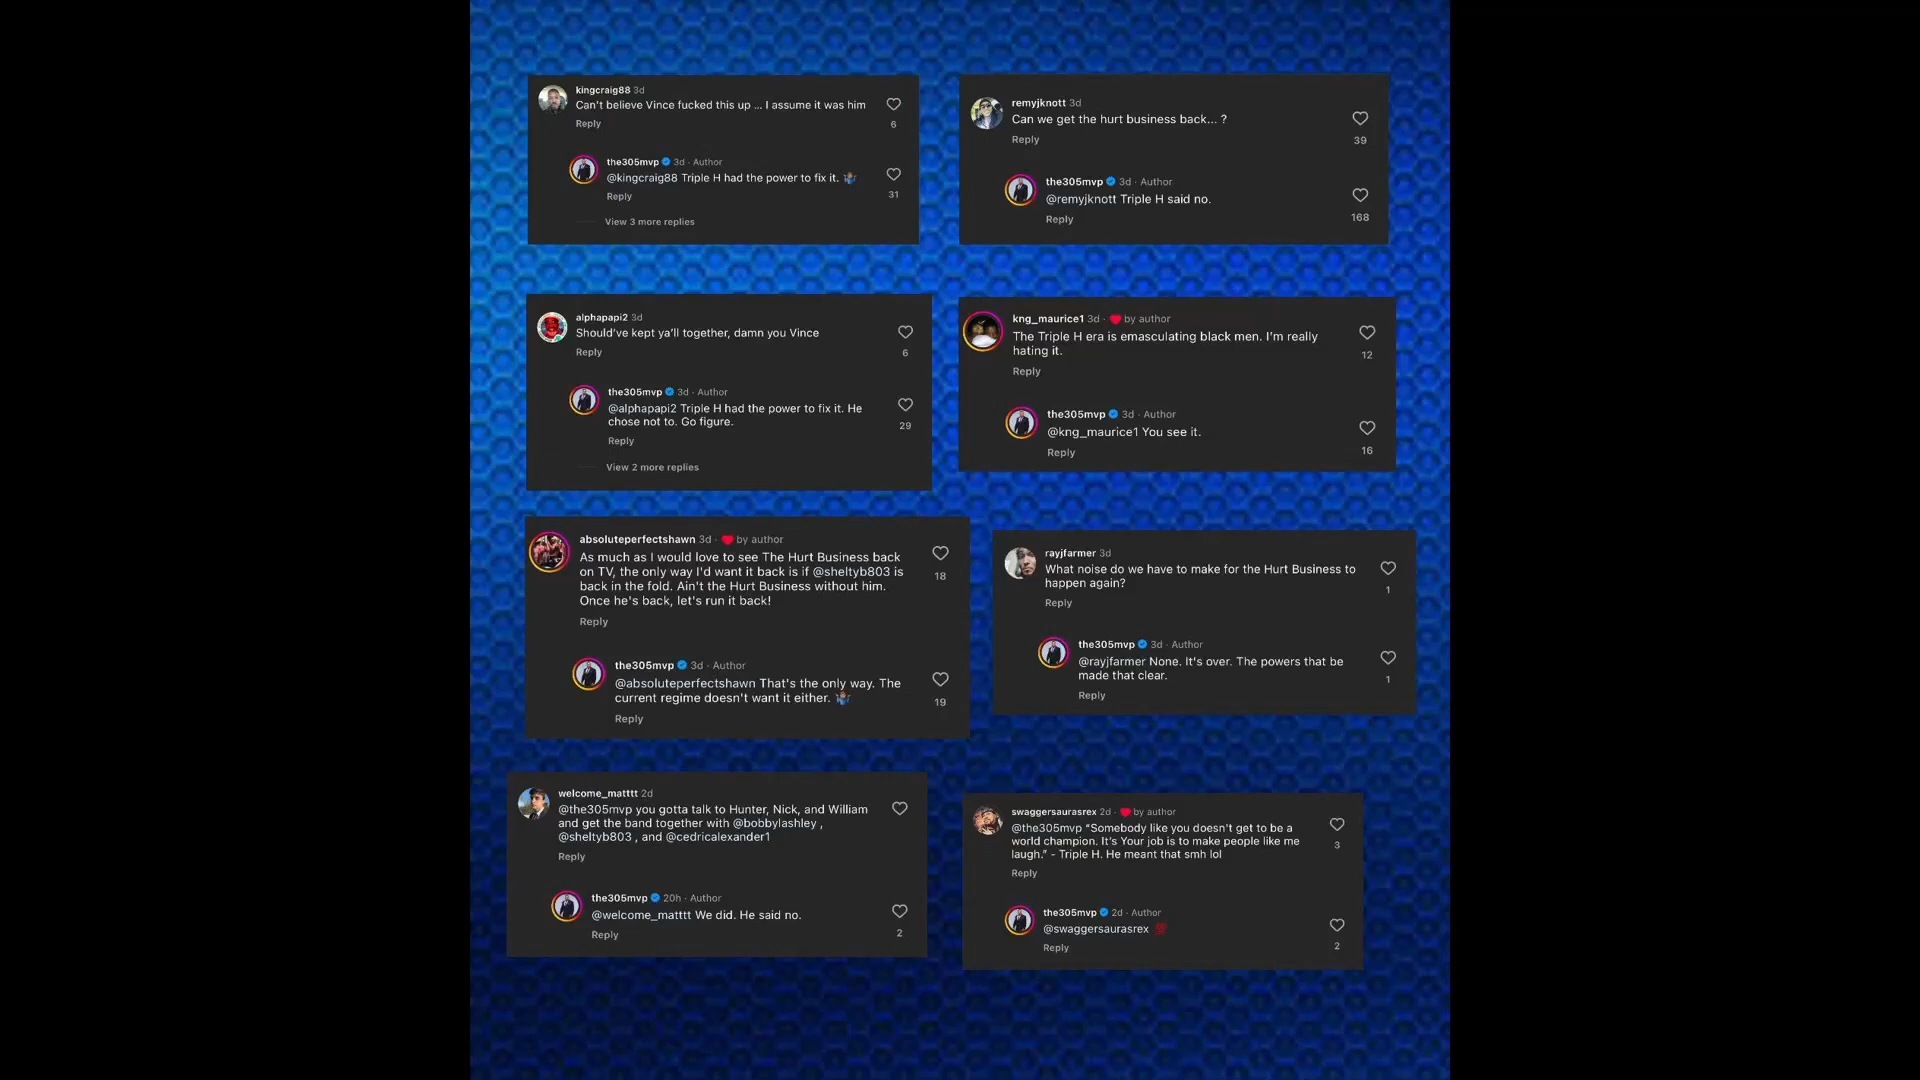 kingcraig88 3d
Can't believe Vince fucked this up ... I assume it was him
Reply
6
the305mvp 3d · Author
@kingcraig88 Triple H had the power to fix it. 🤷🏾‍♂️
Reply
31
View 3 more replies
remyjknott 3d
Can we get the hurt business back... ?
Reply
39
the305mvp 3d · Author
@remyjknott Triple H said no.
Reply
168
alphapapi2 3d
Should've kept ya'll together, damn you Vince
Reply
6
the305mvp 3d · Author
@alphapapi2 Triple H had the power to fix it. He
chose not to. Go figure.
Reply
29
View 2 more replies
kng_maurice1 3d · ❤️ by author
The Triple H era is emasculating black men. I'm really
hating it.
Reply
12
the305mvp 3d · Author
@kng_maurice1 You see it.
Reply
16
absoluteperfectshawn 3d · ❤️ by author
As much as I would love to see The Hurt Business back
on TV, the only way I'd want it back is if @sheltyb803 is
back in the fold. Ain't the Hurt Business without him.
Once he's back, let's run it back!
Reply
18
the305mvp 3d · Author
@absoluteperfectshawn That's the only way. The
current regime doesn't want it either. 🤷🏾‍♂️
Reply
19
rayjfarmer 3d
What noise do we have to make for the Hurt Business to
happen again?
Reply
1
the305mvp 3d · Author
@rayjfarmer None. It's over. The powers that be
made that clear.
Reply
1
welcome_matttt 2d
@the305mvp you gotta talk to Hunter, Nick, and William
and get the band together with @bobbylashley ,
@sheltyb803 , and @cedricalexander1
Reply
the305mvp 20h · Author
@welcome_matttt We did. He said no.
Reply
2
swaggersaurasrex 2d · ❤️ by author
@the305mvp "Somebody like you doesn't get to be a
world champion. It's Your job is to make people like me
laugh." - Triple H. He meant that smh lol
Reply
3
the305mvp 2d · Author
@swaggersaurasrex 💯
Reply
2